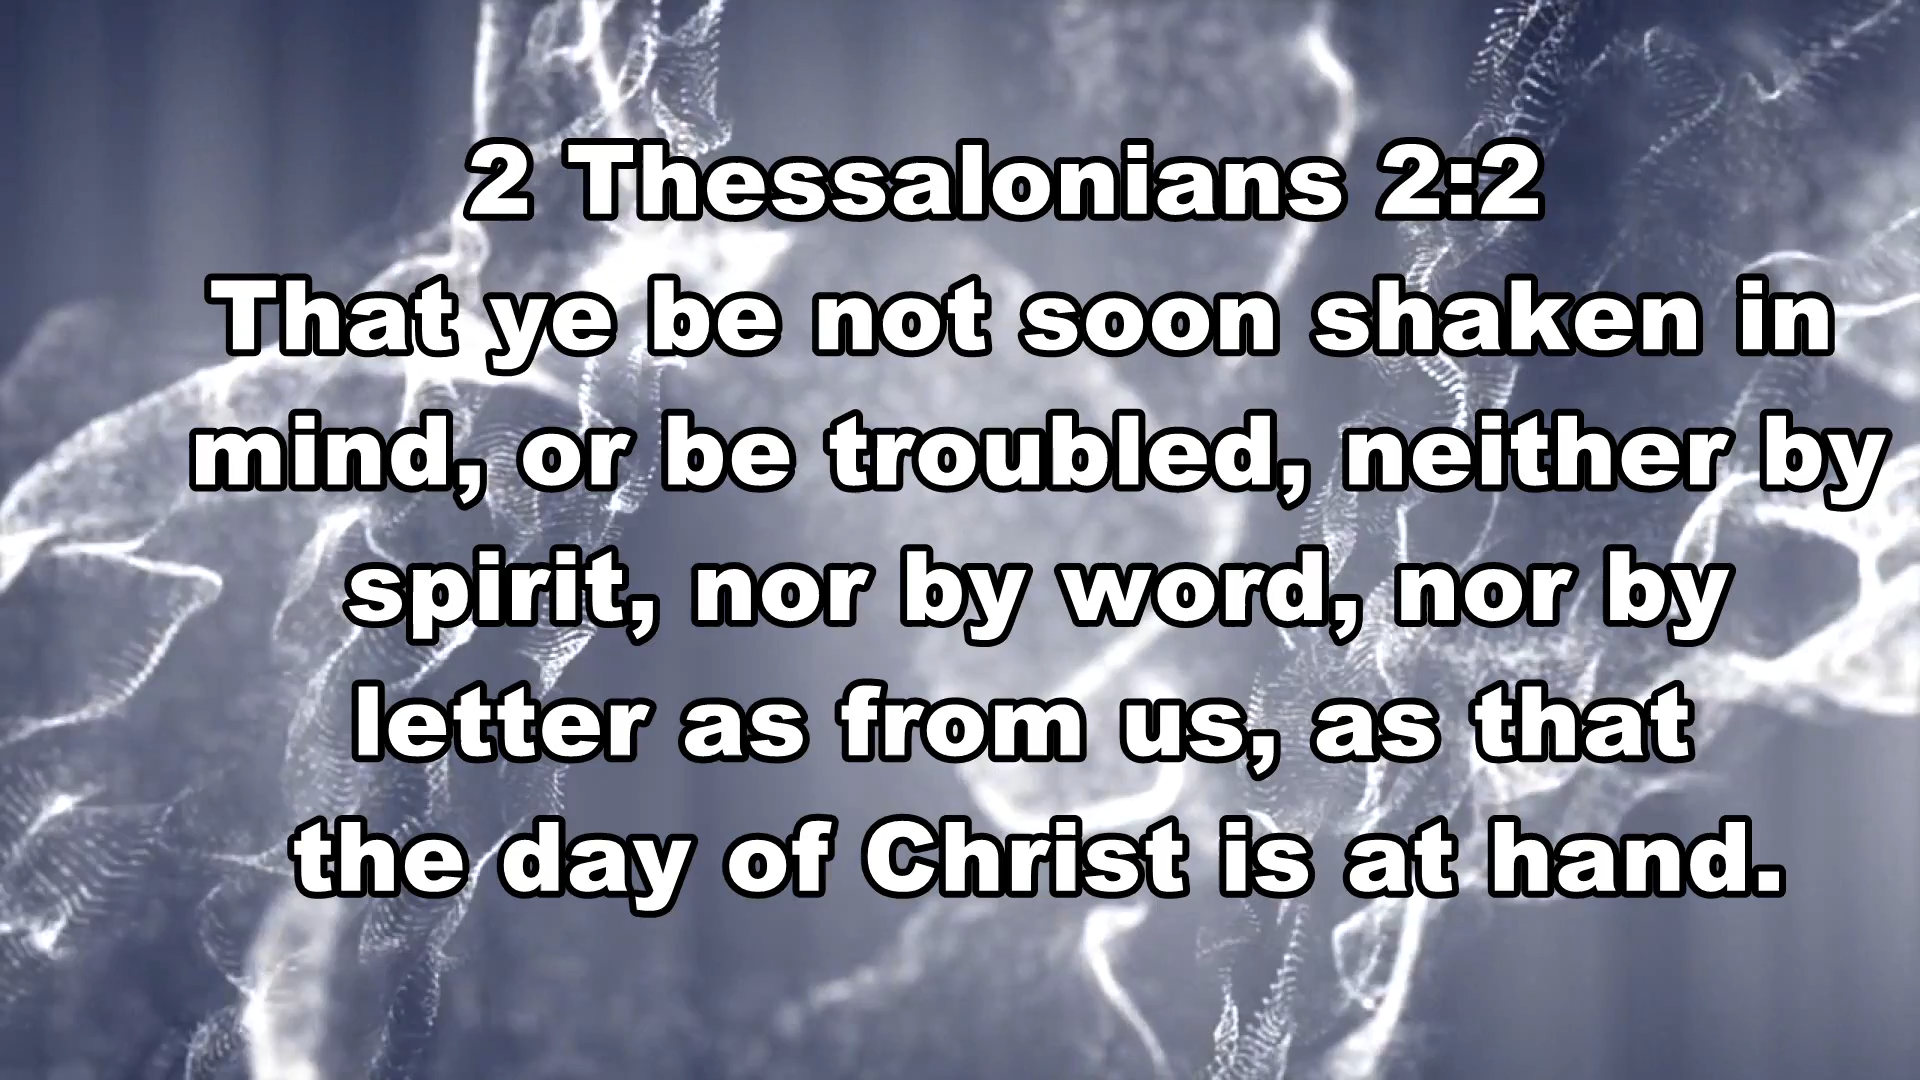 2 Thessalonians 2:2
That ye be not soon shaken in
mind, or be troubled, neither by
spirit, nor by word, nor by
letter as from us, as that
the day of Christ is at hand.